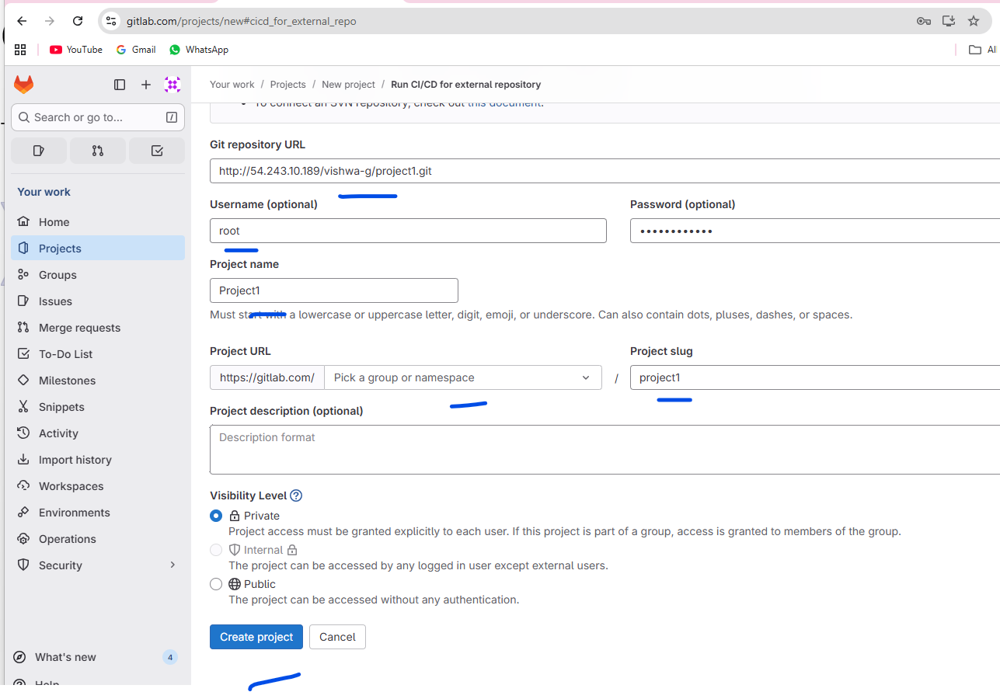 gitlab.com/projects/new#cicd_for_external_repo
YouTube Gmail WhatsApp
Your work / Projects / New project / Run CI/CD for external repository
To connect an SVN repository, check out this document.
Search or go to... /
Git repository URL
http://54.243.10.189/vishwa-g/project1.git
Your work
Username (optional) Password (optional)
Home
root ••••••••••••
Projects
Project name
Groups
Project1
Issues
Must start with a lowercase or uppercase letter, digit, emoji, or underscore. Can also contain dots, pluses, dashes, or spaces.
Merge requests
Project URL Project slug
To-Do List
https://gitlab.com/ Pick a group or namespace / project1
Milestones
Snippets
Project description (optional)
Activity
Description format
Import history
Workspaces
Visibility Level ?
Environments
Private
Project access must be granted explicitly to each user. If this project is part of a group, access is granted to members of the group.
Operations
Internal
Security
The project can be accessed by any logged in user except external users.
Public
The project can be accessed without any authentication.
Create project Cancel
What's new 4
Help